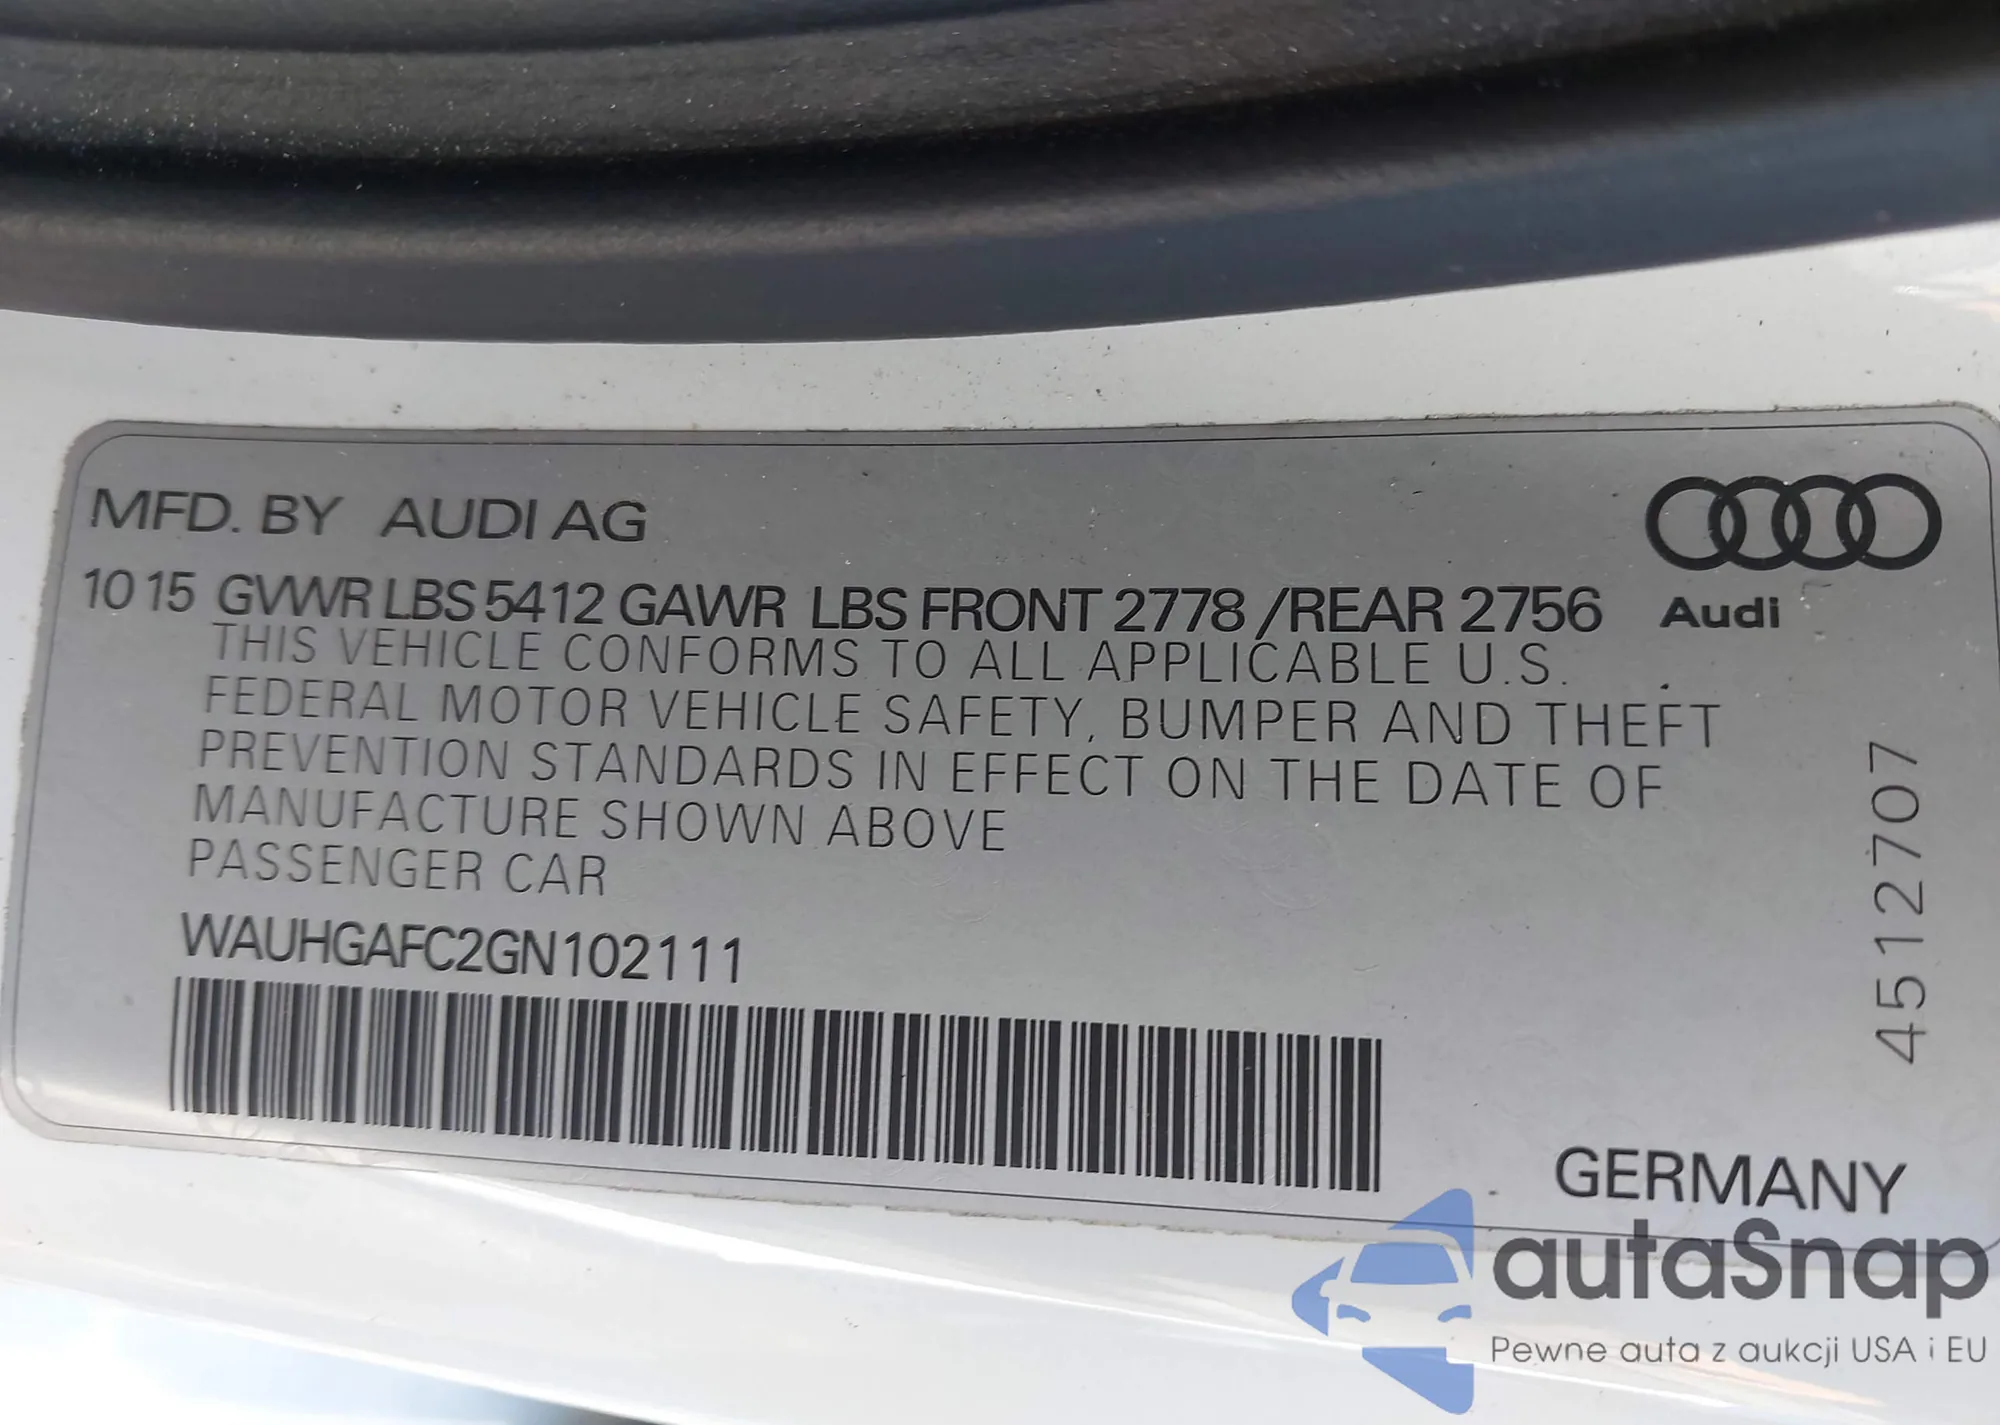 MFD. BY AUDI AG
10 15 GVWR LBS 5412 GAWR LBS FRONT 2778 /REAR 2756
Audi
THIS VEHICLE CONFORMS TO ALL APPLICABLE U.S.
FEDERAL MOTOR VEHICLE SAFETY, BUMPER AND THEFT
PREVENTION STANDARDS IN EFFECT ON THE DATE OF
MANUFACTURE SHOWN ABOVE
PASSENGER CAR
WAUHGAFC2GN102111
4512707
GERMANY
autaSnap
Pewne auta z aukcji USA i EU